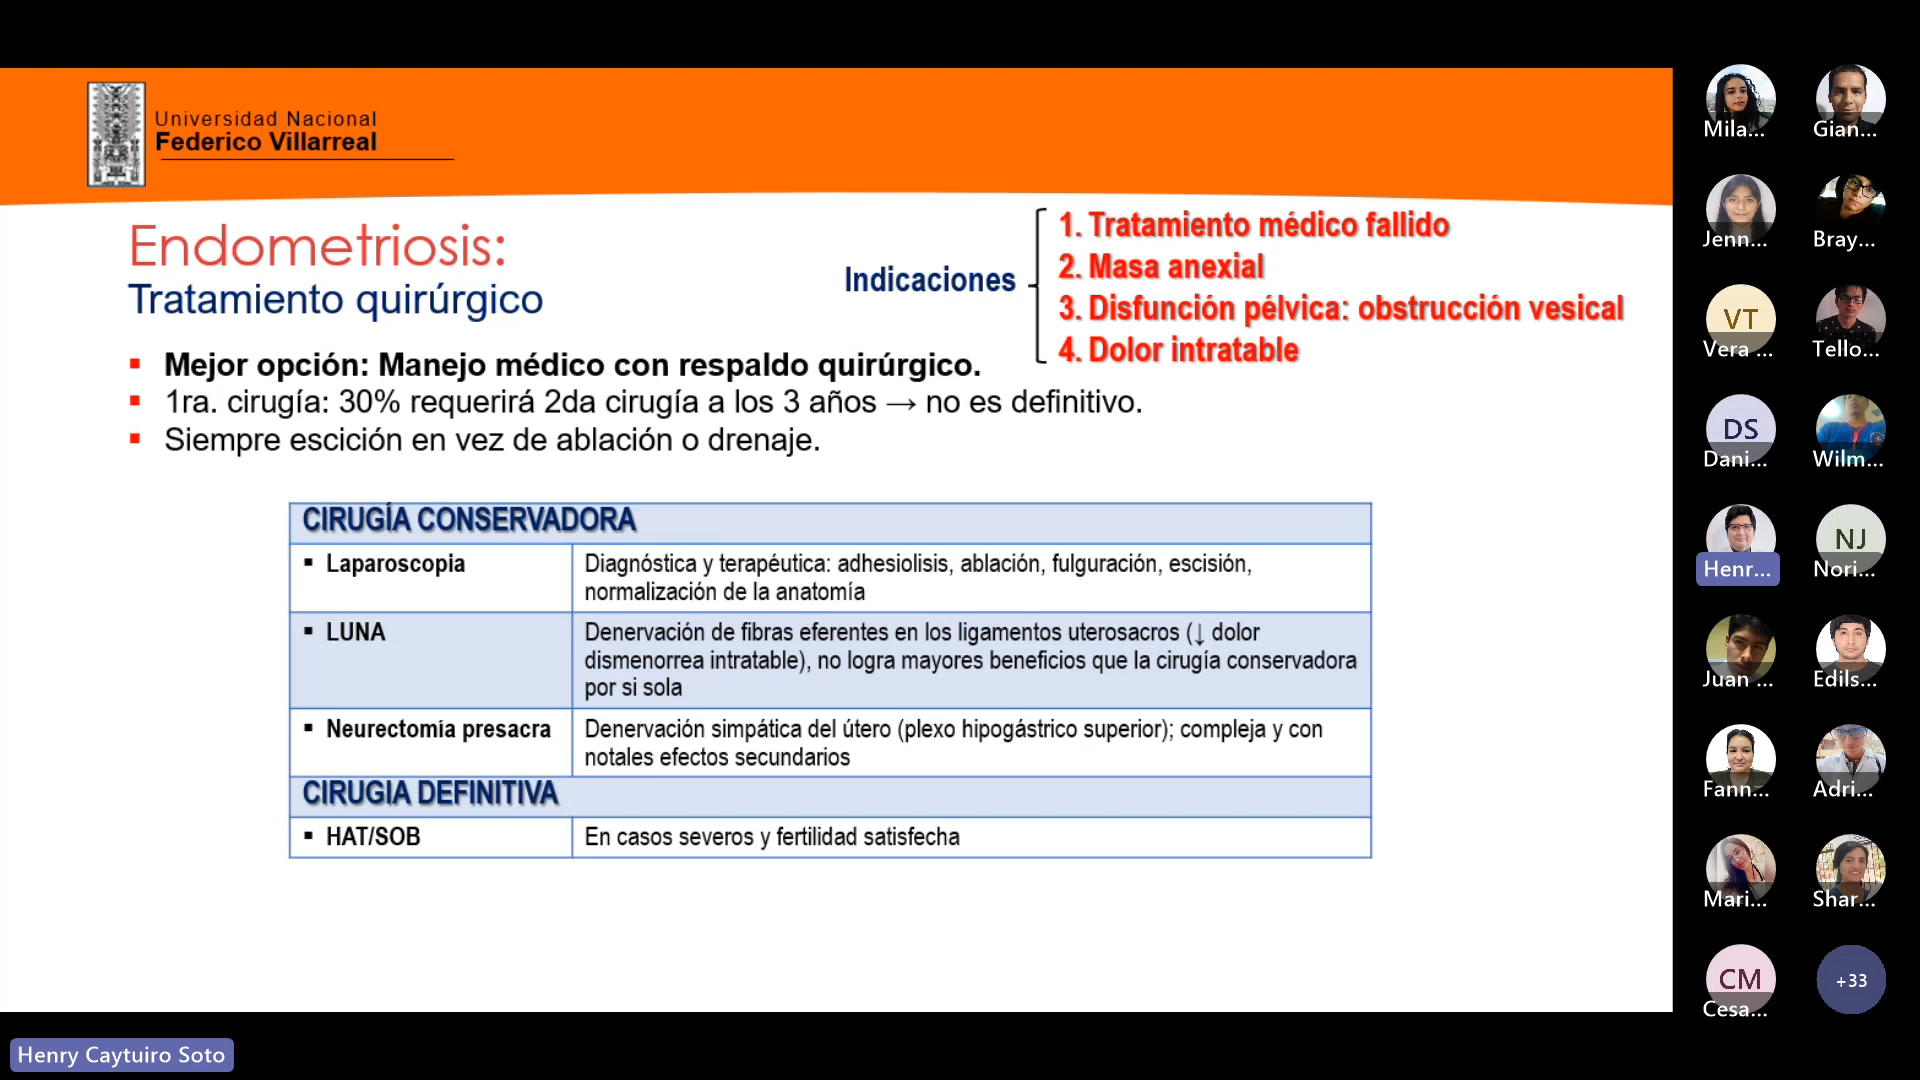 Universidad Nacional
Federico Villarreal
Endometriosis:
Tratamiento quirúrgico
Indicaciones
1. Tratamiento médico fallido
2. Masa anexial
3. Disfunción pélvica: obstrucción vesical
4. Dolor intratable
▪ Mejor opción: Manejo médico con respaldo quirúrgico.
▪ 1ra. cirugía: 30% requerirá 2da cirugía a los 3 años → no es definitivo.
▪ Siempre escición en vez de ablación o drenaje.
CIRUGÍA CONSERVADORA
▪ Laparoscopia
Diagnóstica y terapéutica: adhesiolisis, ablación, fulguración, escisión,
normalización de la anatomía
▪ LUNA
Denervación de fibras eferentes en los ligamentos uterosacros (↓ dolor
dismenorrea intratable), no logra mayores beneficios que la cirugía conservadora
por si sola
▪ Neurectomía presacra
Denervación simpática del útero (plexo hipogástrico superior); compleja y con
notales efectos secundarios
CIRUGIA DEFINITIVA
▪ HAT/SOB
En casos severos y fertilidad satisfecha
Mila...
Gian...
Jenn...
Bray...
VT
Vera ...
Tello...
DS
Dani...
Wilm...
Henr...
NJ
Nori...
Juan ...
Edils...
Fann...
Adri...
Mari...
Shar...
CM
Cesa...
+33
Henry Caytuiro Soto